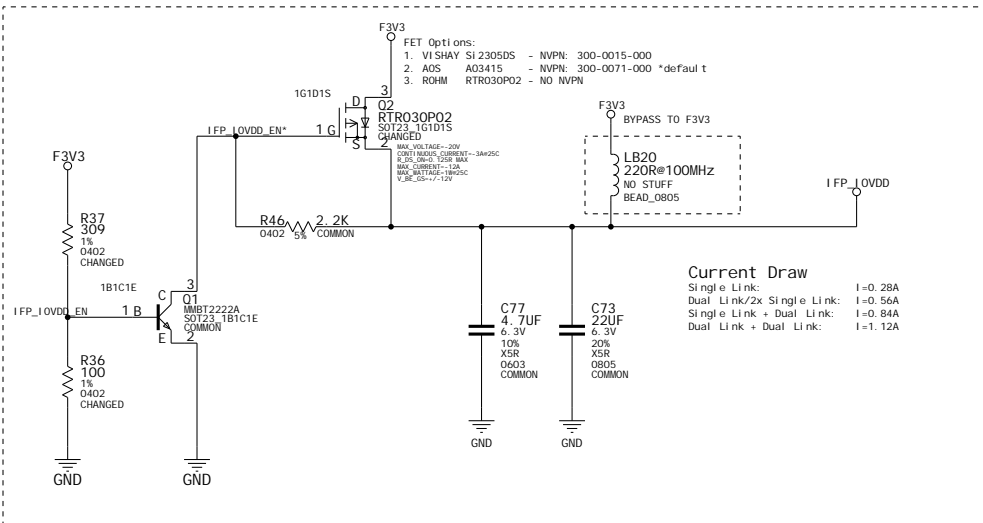 F3V3
FET Options:
1. VISHAY Si2305DS - NVPN: 300-0015-000
2. AOS AO3415 - NVPN: 300-0071-000 *default
3. ROHM RTR030P02 - NO NVPN
1G1D1S
3
D
Q2
RTR030P02
SOT23_1G1D1S
CHANGED
IFP_IOVDD_EN*
1 G
S
2
MAX_VOLTAGE=-20V
CONTINUOUS_CURRENT=-3A@25C
R_DS_ON=0.125R MAX
MAX_CURRENT=-12A
MAX_WATTAGE=1W@25C
V_BE_GS=+/-12V
F3V3
BYPASS TO F3V3
LB20
220R@100MHz
NO STUFF
BEAD_0805
IFP_IOVDD
F3V3
R37
309
1%
0402
CHANGED
R46
2.2K
0402
5%
COMMON
1B1C1E
3
C
Q1
MMBT2222A
SOT23_1B1C1E
COMMON
IFP_IOVDD_EN
1 B
E
2
R36
100
1%
0402
CHANGED
C77
4.7UF
6.3V
10%
X5R
0603
COMMON
C73
22UF
6.3V
20%
X5R
0805
COMMON
Current Draw
Single Link: I=0.28A
Dual Link/2x Single Link: I=0.56A
Single Link + Dual Link: I=0.84A
Dual Link + Dual Link: I=1.12A
GND
GND
GND
GND